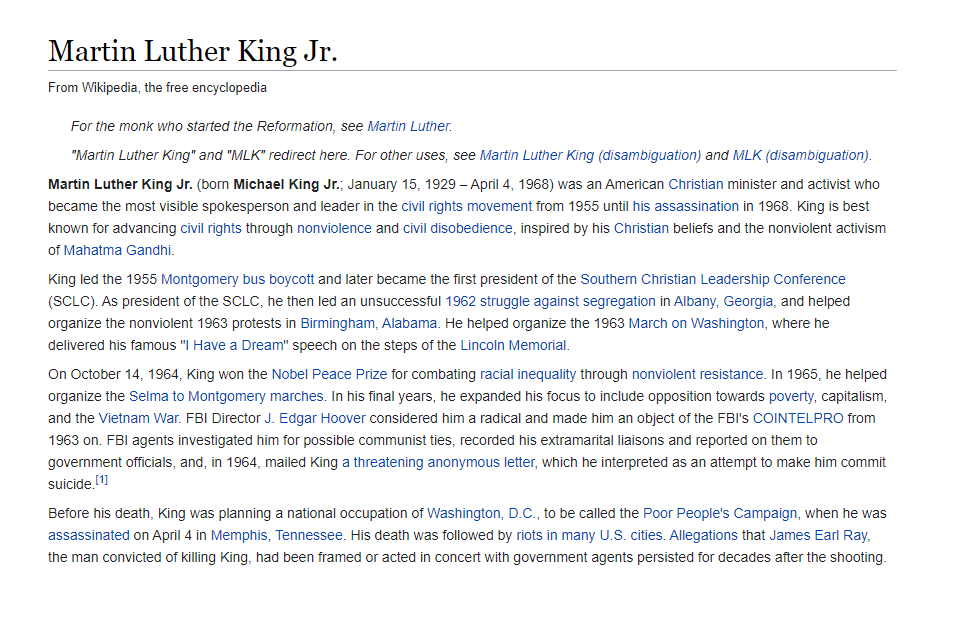 Martin Luther King Jr.
From Wikipedia, the free encyclopedia
For the monk who started the Reformation, see Martin Luther.
"Martin Luther King" and "MLK" redirect here. For other uses, see Martin Luther King (disambiguation) and MLK (disambiguation).
Martin Luther King Jr. (born Michael King Jr.; January 15, 1929 – April 4, 1968) was an American Christian minister and activist who
became the most visible spokesperson and leader in the civil rights movement from 1955 until his assassination in 1968. King is best
known for advancing civil rights through nonviolence and civil disobedience, inspired by his Christian beliefs and the nonviolent activism
of Mahatma Gandhi.
King led the 1955 Montgomery bus boycott and later became the first president of the Southern Christian Leadership Conference
(SCLC). As president of the SCLC, he then led an unsuccessful 1962 struggle against segregation in Albany, Georgia, and helped
organize the nonviolent 1963 protests in Birmingham, Alabama. He helped organize the 1963 March on Washington, where he
delivered his famous "I Have a Dream" speech on the steps of the Lincoln Memorial.
On October 14, 1964, King won the Nobel Peace Prize for combating racial inequality through nonviolent resistance. In 1965, he helped
organize the Selma to Montgomery marches. In his final years, he expanded his focus to include opposition towards poverty, capitalism,
and the Vietnam War. FBI Director J. Edgar Hoover considered him a radical and made him an object of the FBI's COINTELPRO from
1963 on. FBI agents investigated him for possible communist ties, recorded his extramarital liaisons and reported on them to
government officials, and, in 1964, mailed King a threatening anonymous letter, which he interpreted as an attempt to make him commit
suicide.[1]
Before his death, King was planning a national occupation of Washington, D.C., to be called the Poor People's Campaign, when he was
assassinated on April 4 in Memphis, Tennessee. His death was followed by riots in many U.S. cities. Allegations that James Earl Ray,
the man convicted of killing King, had been framed or acted in concert with government agents persisted for decades after the shooting.